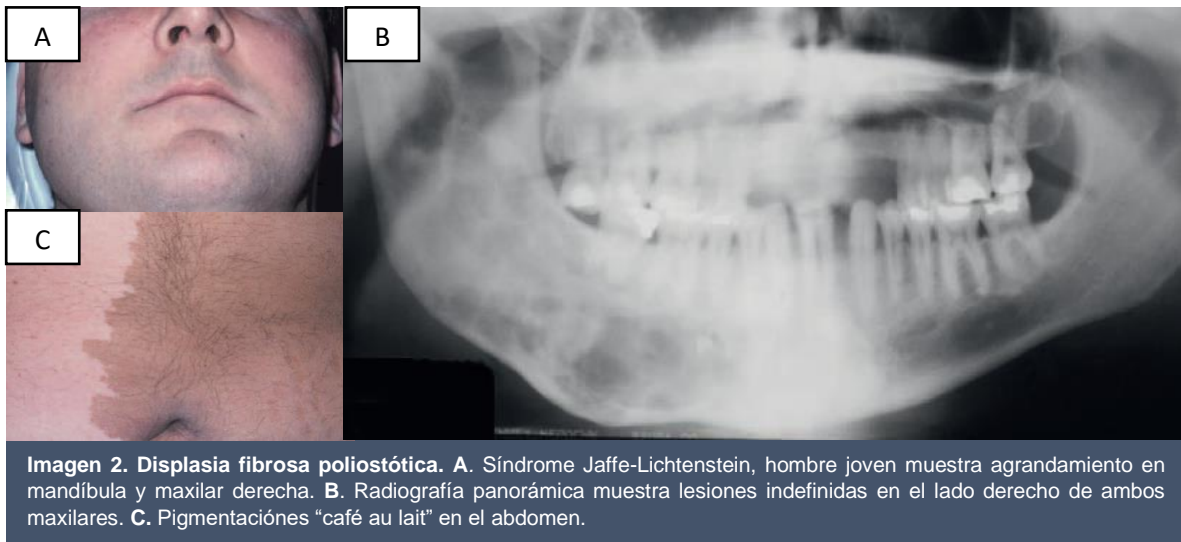 A
B
C
Imagen 2. Displasia fibrosa poliostótica. A. Síndrome Jaffe-Lichtenstein, hombre joven muestra agrandamiento en
mandíbula y maxilar derecha. B. Radiografía panorámica muestra lesiones indefinidas en el lado derecho de ambos
maxilares. C. Pigmentaciónes “café au lait” en el abdomen.